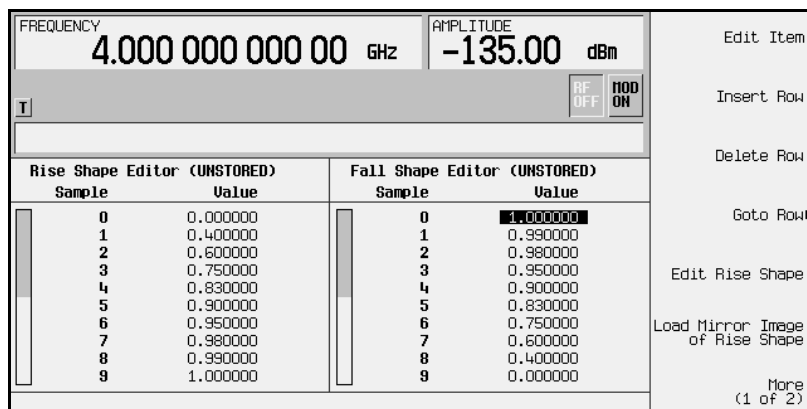 FREQUENCY
4.000 000 000 00 GHz
AMPLITUDE
-135.00 dBm
T
RF OFF
MOD ON
Rise Shape Editor (UNSTORED)
Sample Value
0 0.000000
1 0.400000
2 0.600000
3 0.750000
4 0.830000
5 0.900000
6 0.950000
7 0.980000
8 0.990000
9 1.000000
Fall Shape Editor (UNSTORED)
Sample Value
0 1.000000
1 0.990000
2 0.980000
3 0.950000
4 0.900000
5 0.830000
6 0.750000
7 0.600000
8 0.400000
9 0.000000
Edit Item
Insert Row
Delete Row
Goto Row
Edit Rise Shape
Load Mirror Image
of Rise Shape
More
(1 of 2)